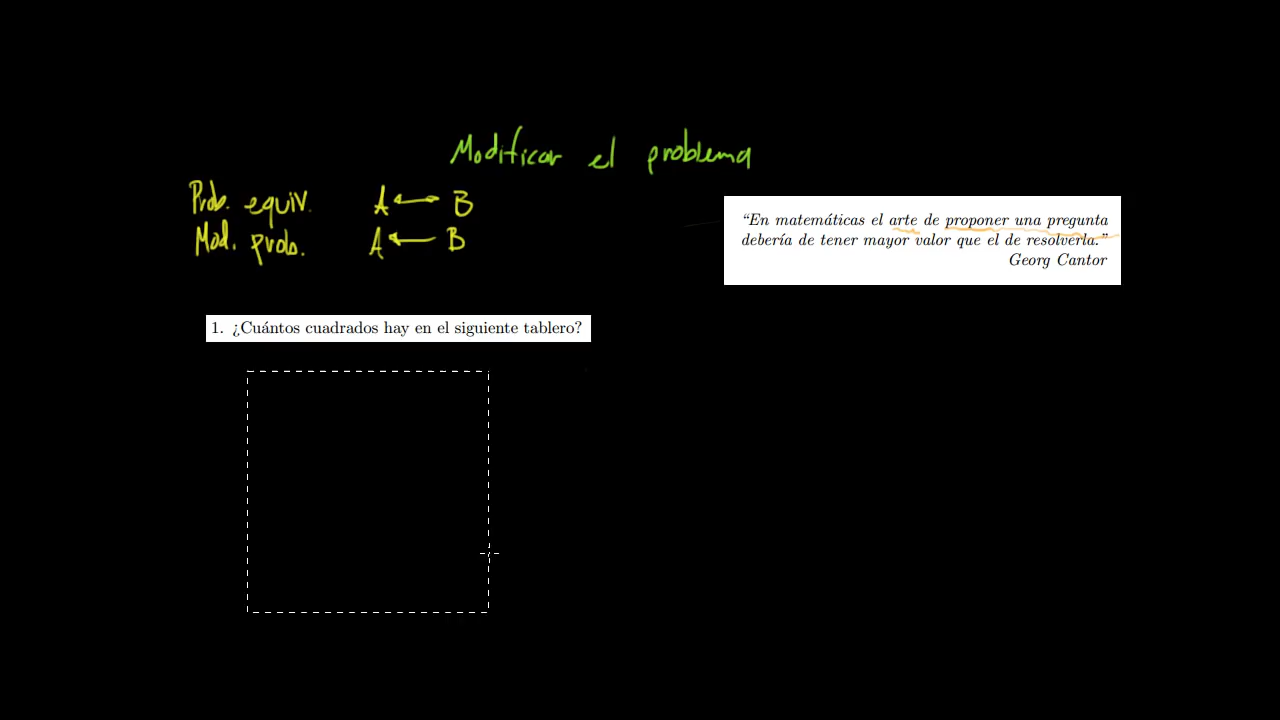 Modificar el problema
Prob. equiv. A ↔ B
Mod. prob. A ← B
“En matemáticas el arte de proponer una pregunta
debería de tener mayor valor que el de resolverla.”
Georg Cantor
1. ¿Cuántos cuadrados hay en el siguiente tablero?